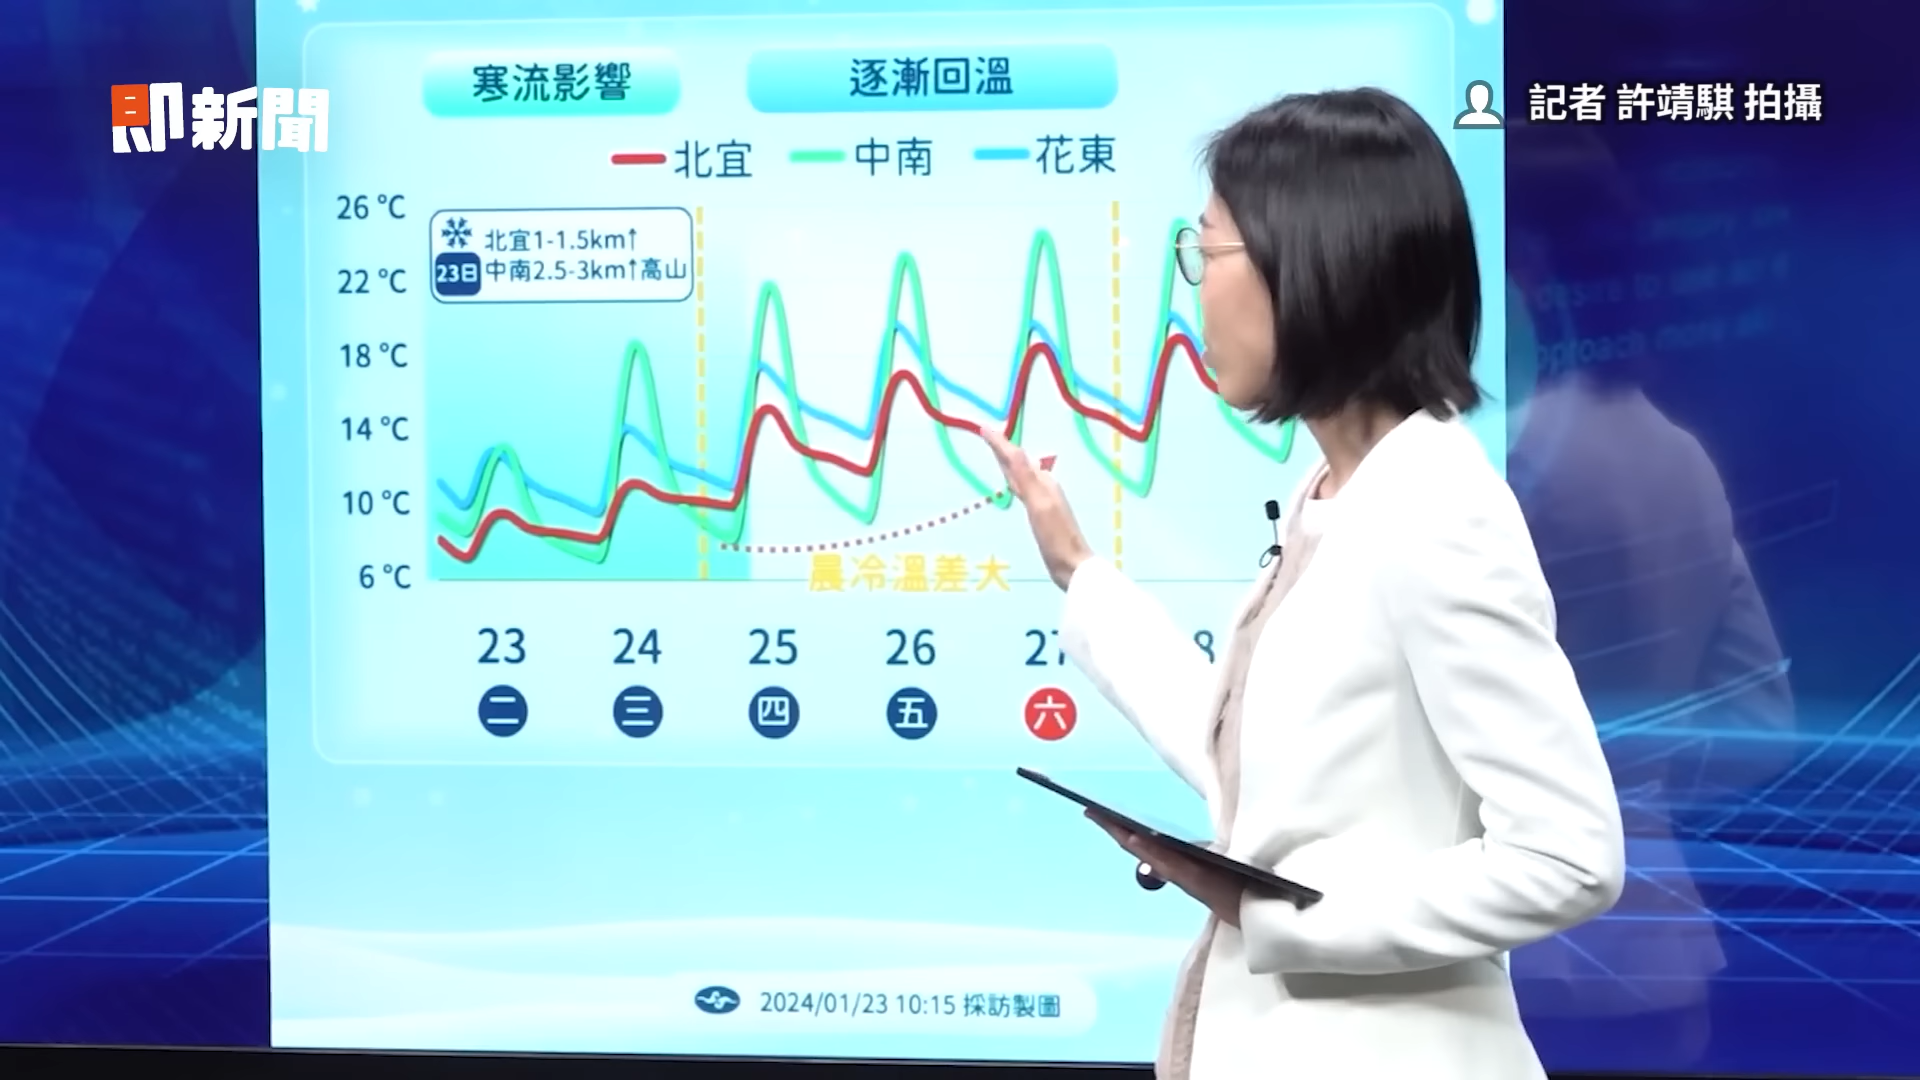 即新聞
記者 許靖騏 拍攝
寒流影響
逐漸回溫
北宜 中南 花東
26 °C
22 °C
18 °C
14 °C
10 °C
6 °C
北宜1-1.5km↑
23日 中南2.5-3km↑高山
晨冷溫差大
23 24 25 26 27 8
二 三 四 五 六
2024/01/23 10:15 採訪製圖